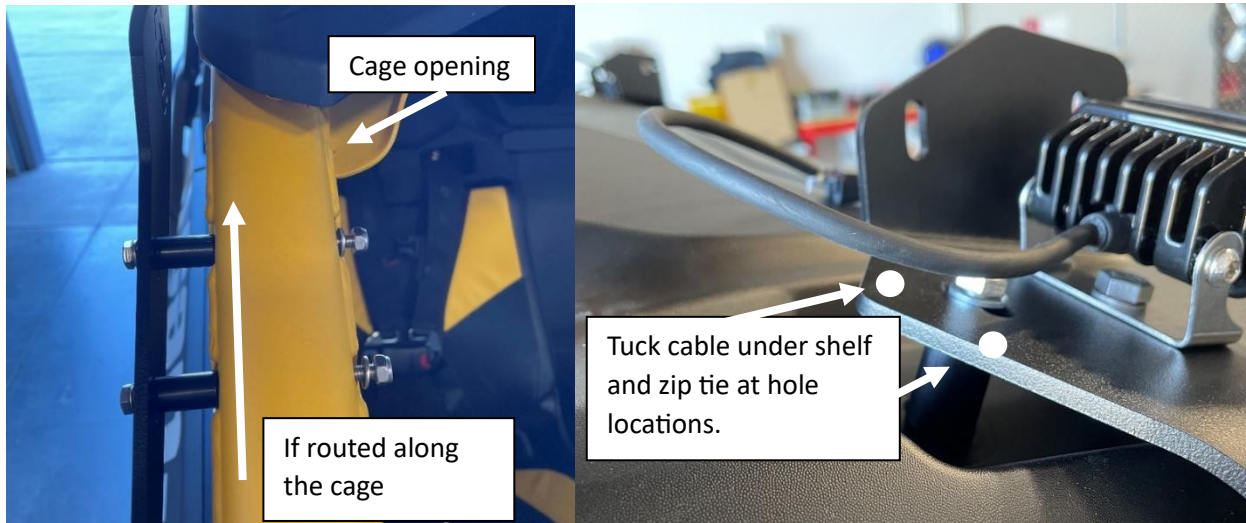 Cage opening
If routed along
the cage
Tuck cable under shelf
and zip tie at hole
locations.